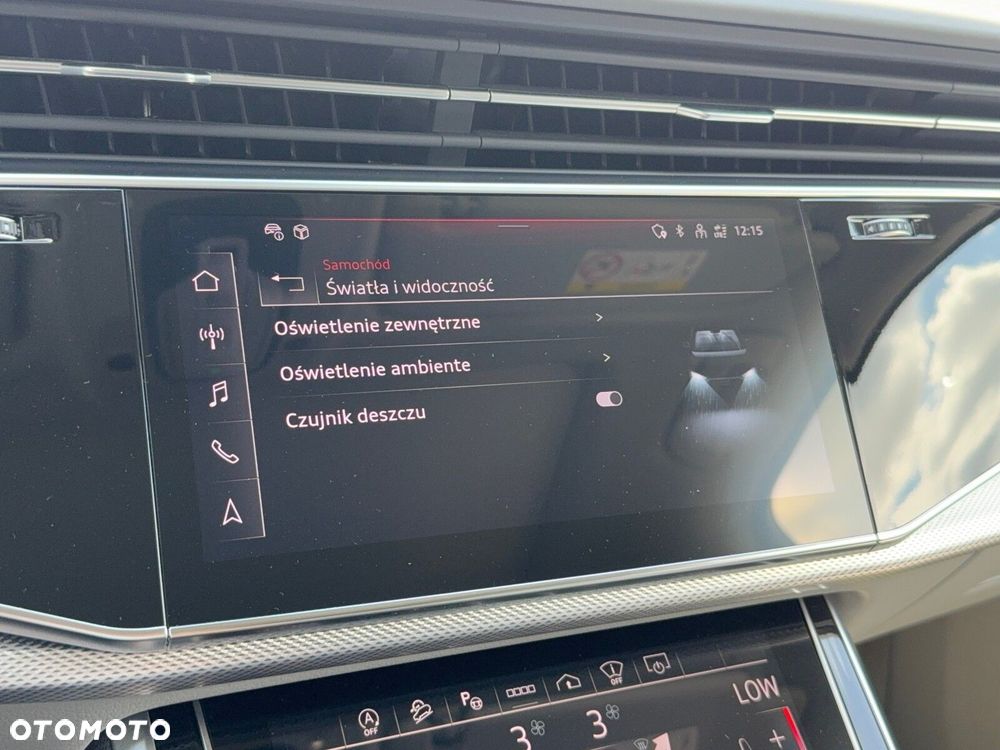 12:15
Samochód
Światła i widoczność
Oświetlenie zewnętrzne
Oświetlenie ambiente
Czujnik deszczu
A
OFF
P
OFF
LOW
3
3
OTOMOTO